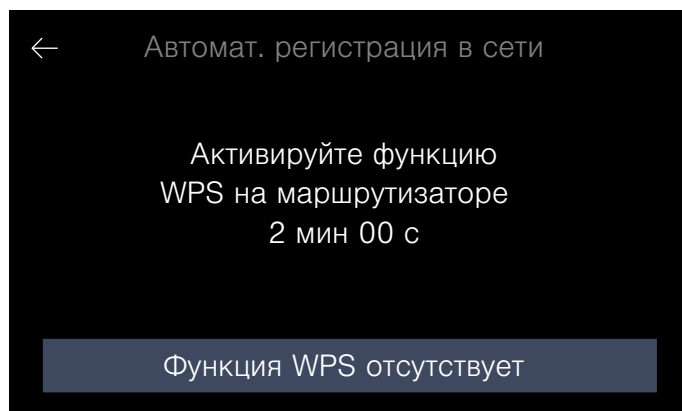 Автомат. регистрация в сети
Активируйте функцию
WPS на маршрутизаторе
2 мин 00 с
Функция WPS отсутствует